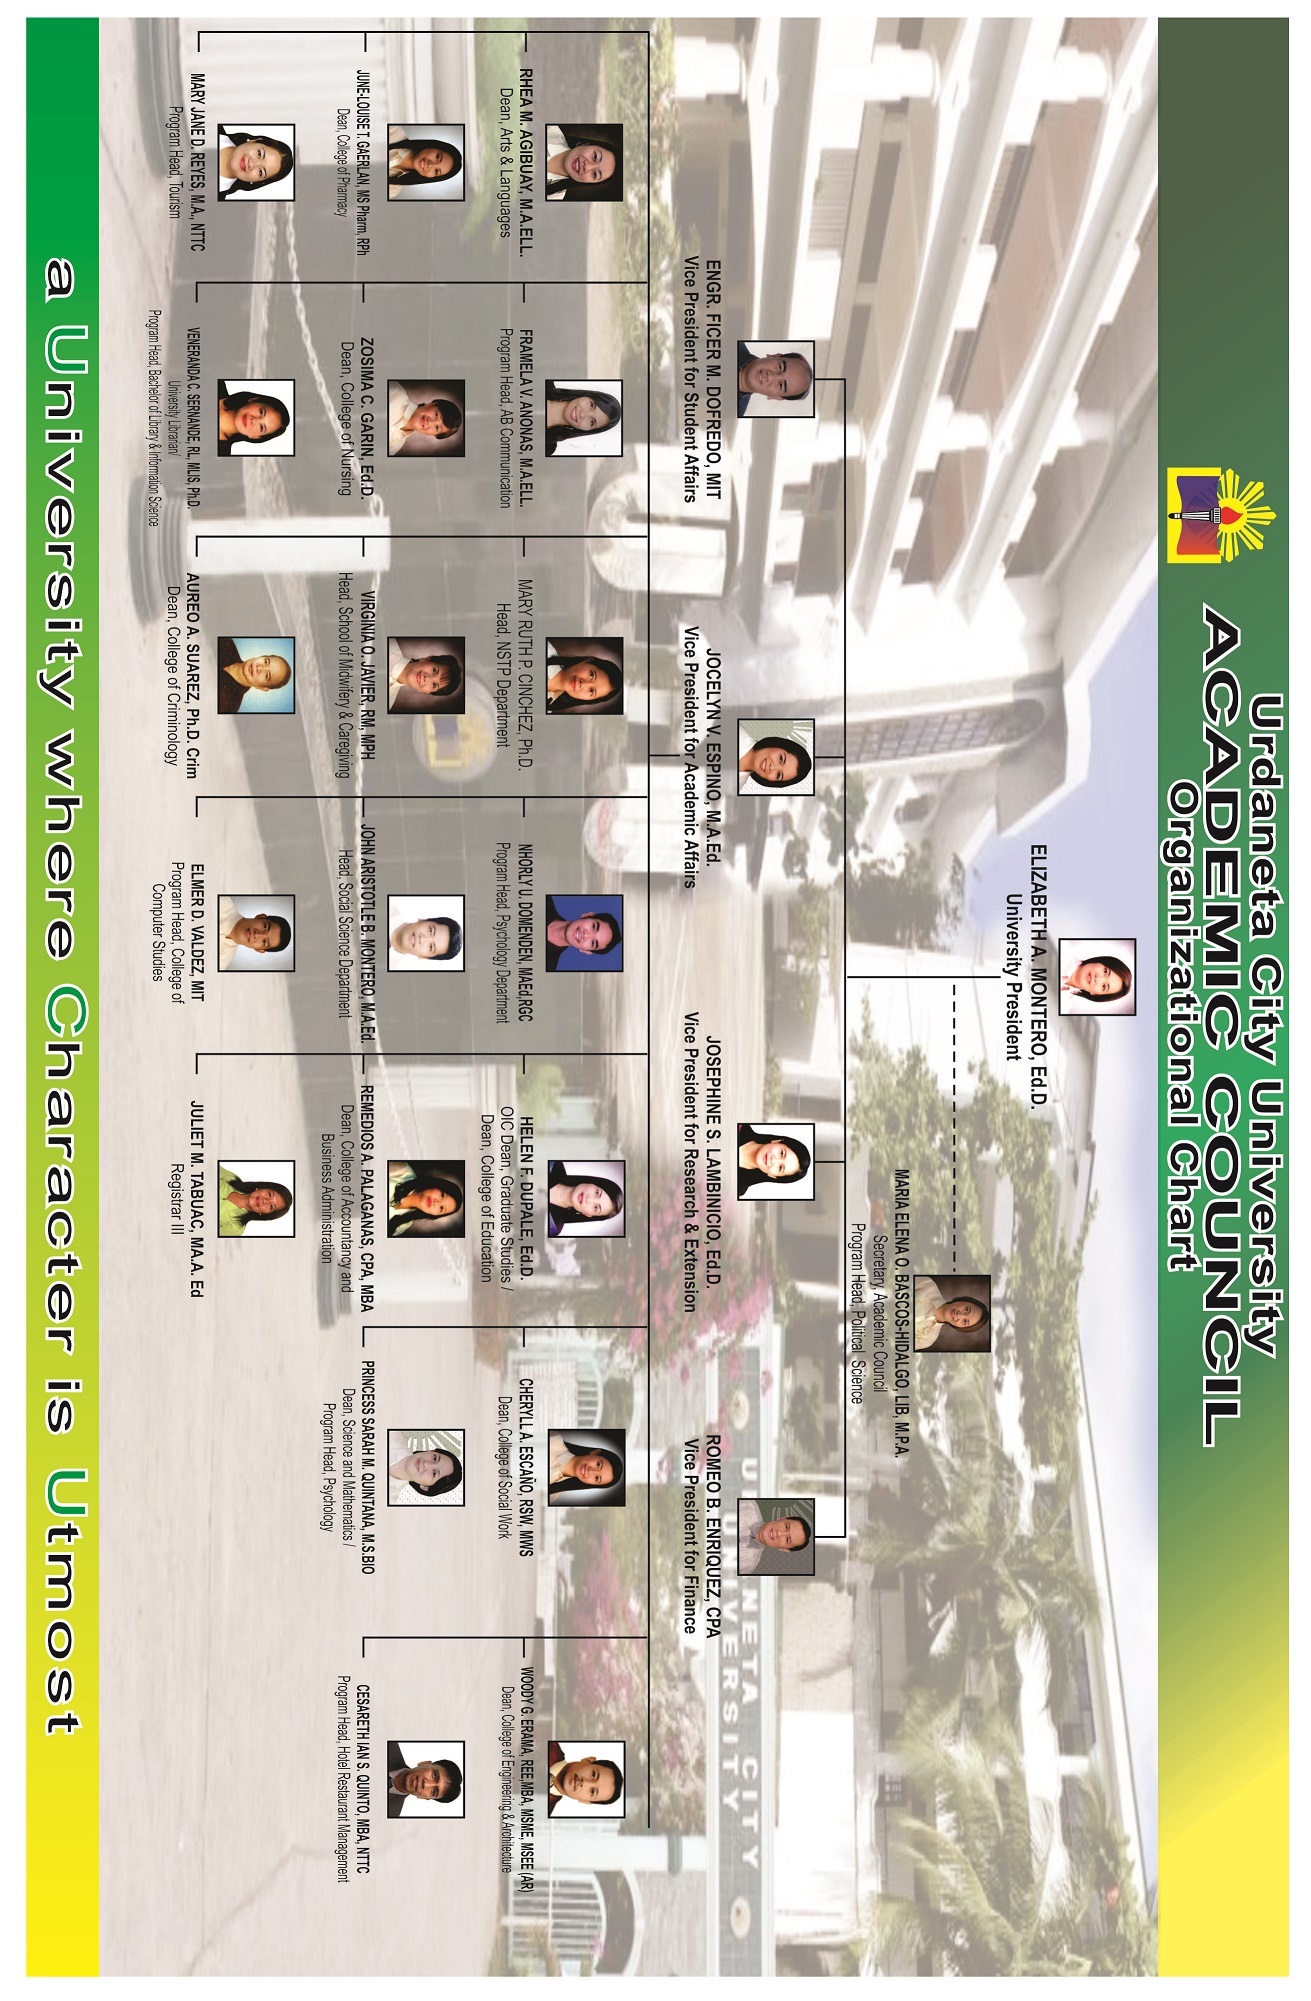 Urdaneta City University
ACADEMIC COUNCIL
Organizational Chart
ELIZABETH A. MONTERO, Ed.D.
University President
MARIA ELENA O. BASCOS-HIDALGO, LIB, M.P.A.
Secretary, Academic Council
Program Head, Political Science
ENGR. FICER M. DOFREDO, MIT
Vice President for Student Affairs
JOCELYN V. ESPINO, M.A.Ed.
Vice President for Academic Affairs
JOSEPHINE S. LAMBINICIO, Ed.D.
Vice President for Research & Extension
ROMEO B. ENRIQUEZ, CPA
Vice President for Finance
RHEA M. AGIBUAY, M.A.ELL.
Dean, Arts & Languages
FRAMELA V. ANONAS, M.A.ELL.
Program Head, AB Communication
MARY RUTH P. CINCHEZ, Ph.D.
Head, NSTP Department
NHORLY U. DOMENDEN, MAEd,RGC
Program Head, Psychology Department
HELEN F. DUPALE, Ed.D.
OIC Dean, Graduate Studies /
Dean, College of Education
CHERYLL A. ESCAÑO, RSW, MWS
Dean, College of Social Work
WOODY G. ERAMA, REE,MBA, MSME, MSEE (AR)
Dean, College of Engineering & Architecture
JUNE-LOUISE T. GAERLAN, MS Pharm, RPh
Dean, College of Pharmacy
ZOSIMA C. GARIN, Ed.D.
Dean, College of Nursing
VIRGINIA O. JAVIER, RM, MPH
Head, School of Midwifery & Caregiving
JOHN ARISTOTLE B. MONTERO, M.A.Ed.
Head, Social Science Department
REMEDIOS A. PALAGANAS, CPA, MBA
Dean, College of Accountancy and
Business Administration
PRINCESS SARAH M. QUINTANA, M.S.BIO
Dean, Science and Mathematics /
Program Head, Psychology
CESARETH IAN S. QUINTO, MBA, NTTC
Program Head, Hotel Restaurant Management
MARY JANE D. REYES, M.A., NTTC
Program Head, Tourism
VENERANDA C. SERNANDE, RL, MLIS, Ph.D.
University Librarian/
Program Head, Bachelor of Library & Information Science
AUREO A. SUAREZ, Ph.D. Crim
Dean, College of Criminology
ELMER D. VALDEZ, MIT
Program Head, College of
Computer Studies
JULIET M. TABUAC, MA.A. Ed
Registrar III
a University where Character is Utmost